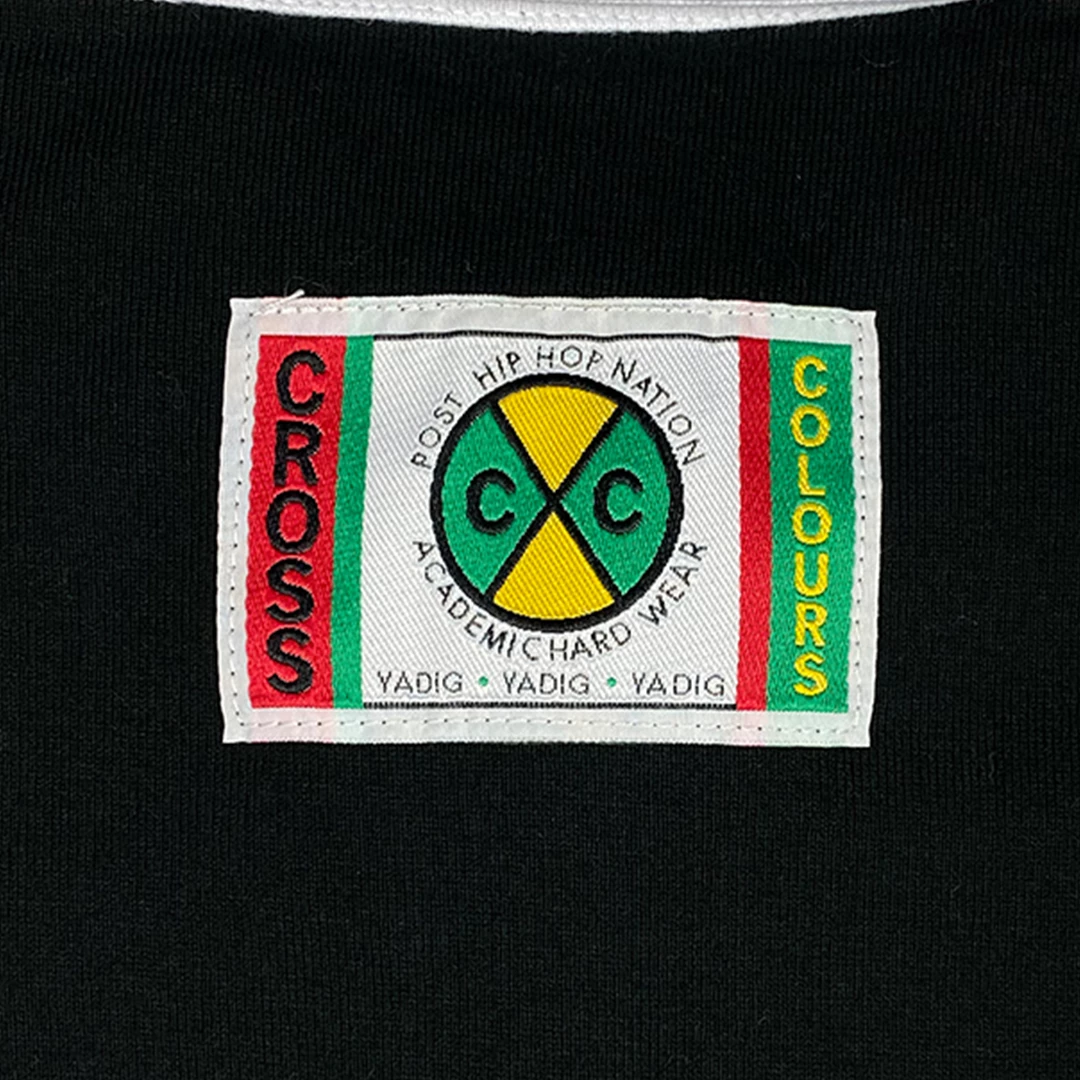 CROSS
POST HIP HOP NATION
C C
ACADEMIC HARD WEAR
YADIG • YADIG • YADIG
COLOURS